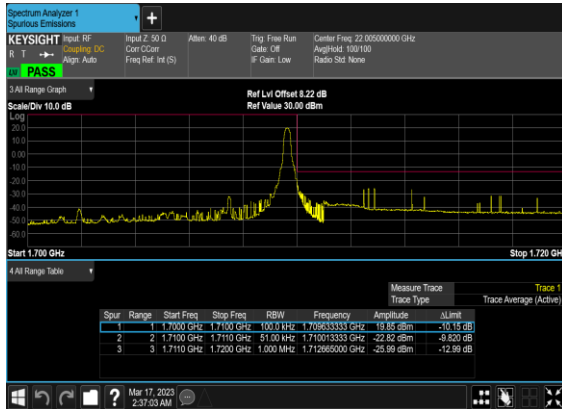 Spectrum Analyzer 1
Spurious Emissions
KEYSIGHT
R T
LU PASS
Input: RF
Coupling: DC
Align: Auto
Input Z: 50 Ω
Corr CCorr
Freq Ref: Int (S)
Atten: 40 dB
Trig: Free Run
Gate: Off
IF Gain: Low
Center Freq: 22.005000000 GHz
Avg|Hold: 100/100
Radio Std: None
3 All Range Graph
Scale/Div 10.0 dB
Ref Lvl Offset 8.22 dB
Ref Value 30.00 dBm
Log
20.0
10.0
0.00
-10.0
-20.0
-30.0
-40.0
-50.0
-60.0
Start 1.700 GHz
Stop 1.720 GH
4 All Range Table
Measure Trace Trace 1
Trace Type Trace Average (Active)
Spur Range Start Freq Stop Freq RBW Frequency Amplitude ΔLimit
1 1 1.7000 GHz 1.7100 GHz 100.0 kHz 1.709633333 GHz 19.85 dBm -10.15 dB
2 2 1.7100 GHz 1.7110 GHz 51.00 kHz 1.710013333 GHz -22.82 dBm -9.820 dB
3 3 1.7110 GHz 1.7200 GHz 1.000 MHz 1.712665000 GHz -25.99 dBm -12.99 dB
?
Mar 17, 2023
2:37:03 AM